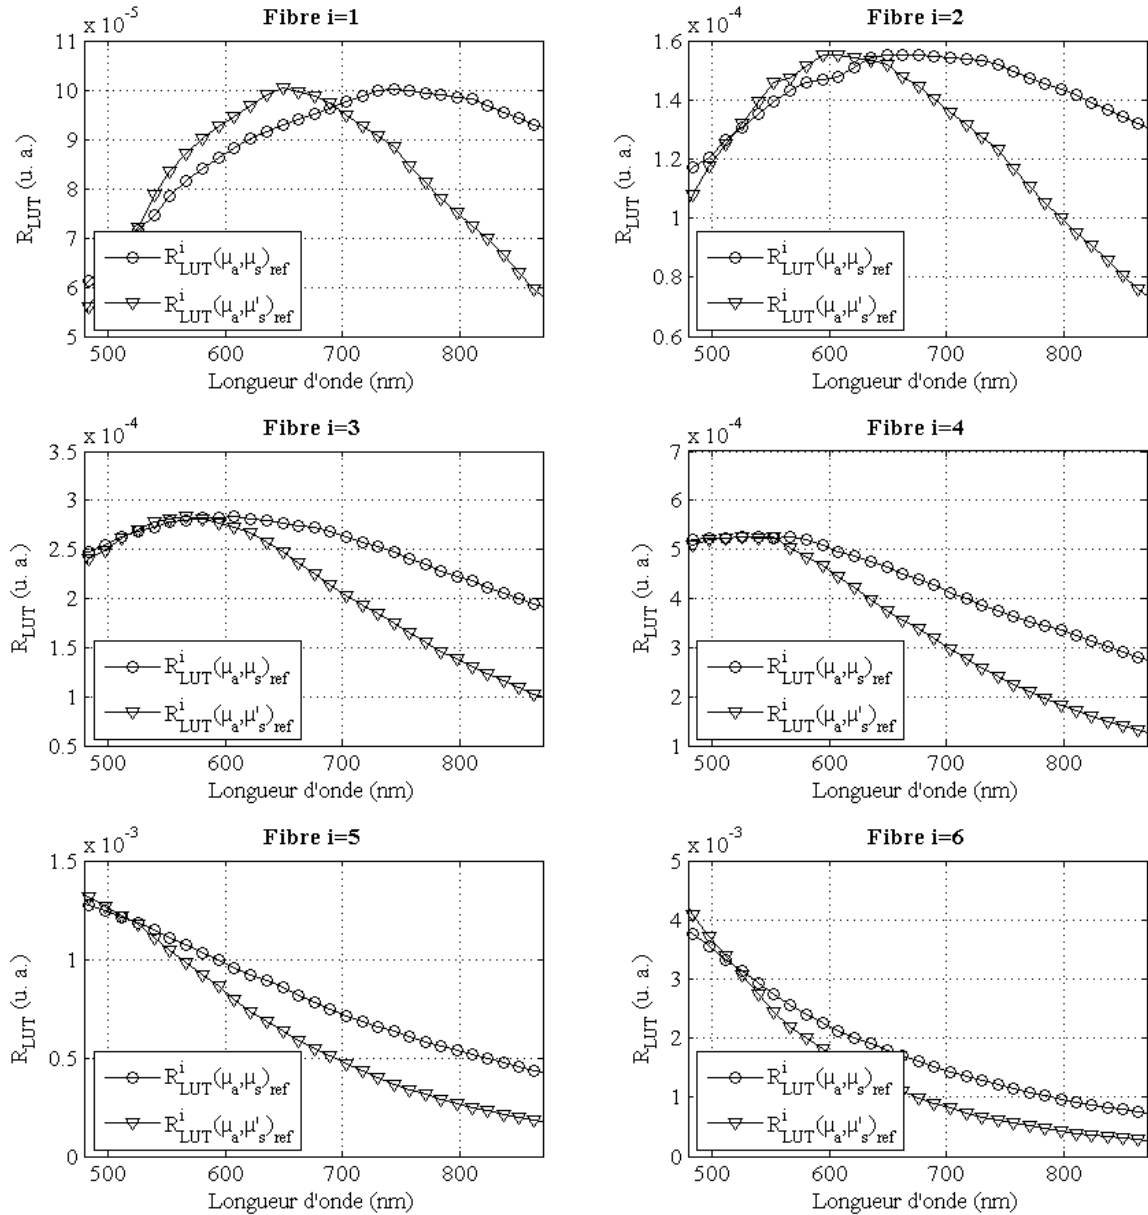 Fibre i=1
x 10^-5
R_LUT (u. a.)
11
10
9
8
7
6
5
R^i_LUT(μ_a,μ_s)_ref
R^i_LUT(μ_a,μ'_s)_ref
500 600 700 800
Longueur d'onde (nm)
Fibre i=2
x 10^-4
R_LUT (u. a.)
1.6
1.4
1.2
1
0.8
0.6
R^i_LUT(μ_a,μ_s)_ref
R^i_LUT(μ_a,μ'_s)_ref
500 600 700 800
Longueur d'onde (nm)
Fibre i=3
x 10^-4
R_LUT (u. a.)
3.5
3
2.5
2
1.5
1
0.5
R^i_LUT(μ_a,μ_s)_ref
R^i_LUT(μ_a,μ'_s)_ref
500 600 700 800
Longueur d'onde (nm)
Fibre i=4
x 10^-4
R_LUT (u. a.)
7
6
5
4
3
2
1
R^i_LUT(μ_a,μ_s)_ref
R^i_LUT(μ_a,μ'_s)_ref
500 600 700 800
Longueur d'onde (nm)
Fibre i=5
x 10^-3
R_LUT (u. a.)
1.5
1
0.5
0
R^i_LUT(μ_a,μ_s)_ref
R^i_LUT(μ_a,μ'_s)_ref
500 600 700 800
Longueur d'onde (nm)
Fibre i=6
x 10^-3
R_LUT (u. a.)
5
4
3
2
1
0
R^i_LUT(μ_a,μ_s)_ref
R^i_LUT(μ_a,μ'_s)_ref
500 600 700 800
Longueur d'onde (nm)